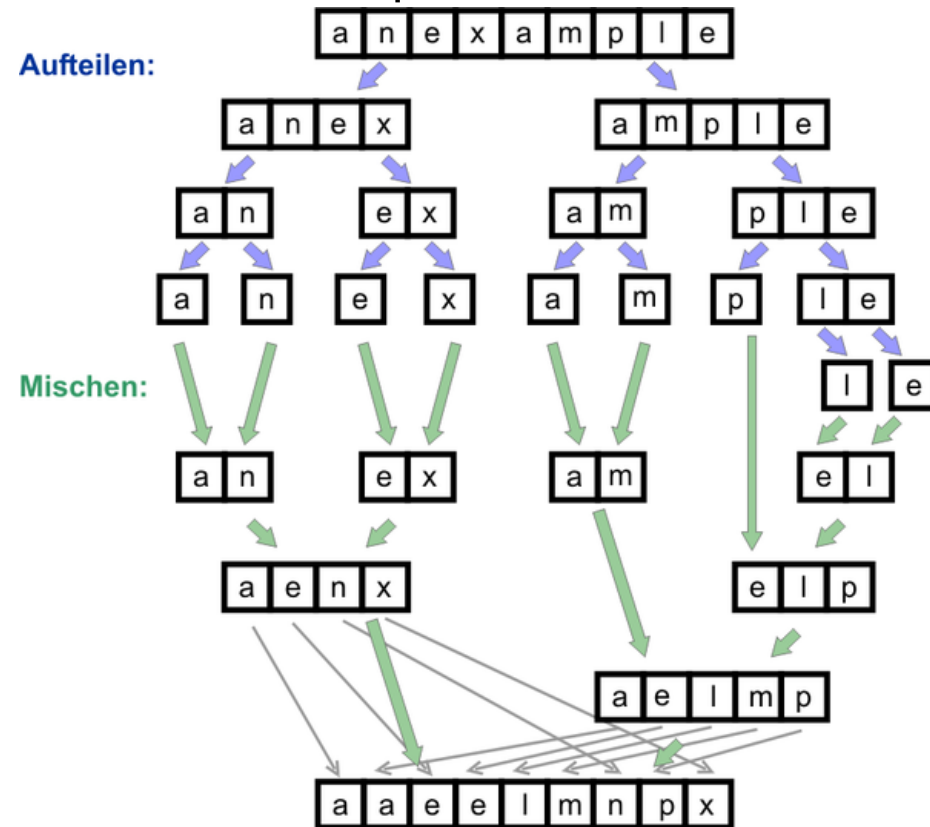 a n e x a m p l e
Aufteilen:
a n e x a m p l e
a n e x a m p l e
a n e x a m p l e
Mischen:
l e
a n e x a m e l
a e n x e l p
a e l m p
a a e e l m n p x